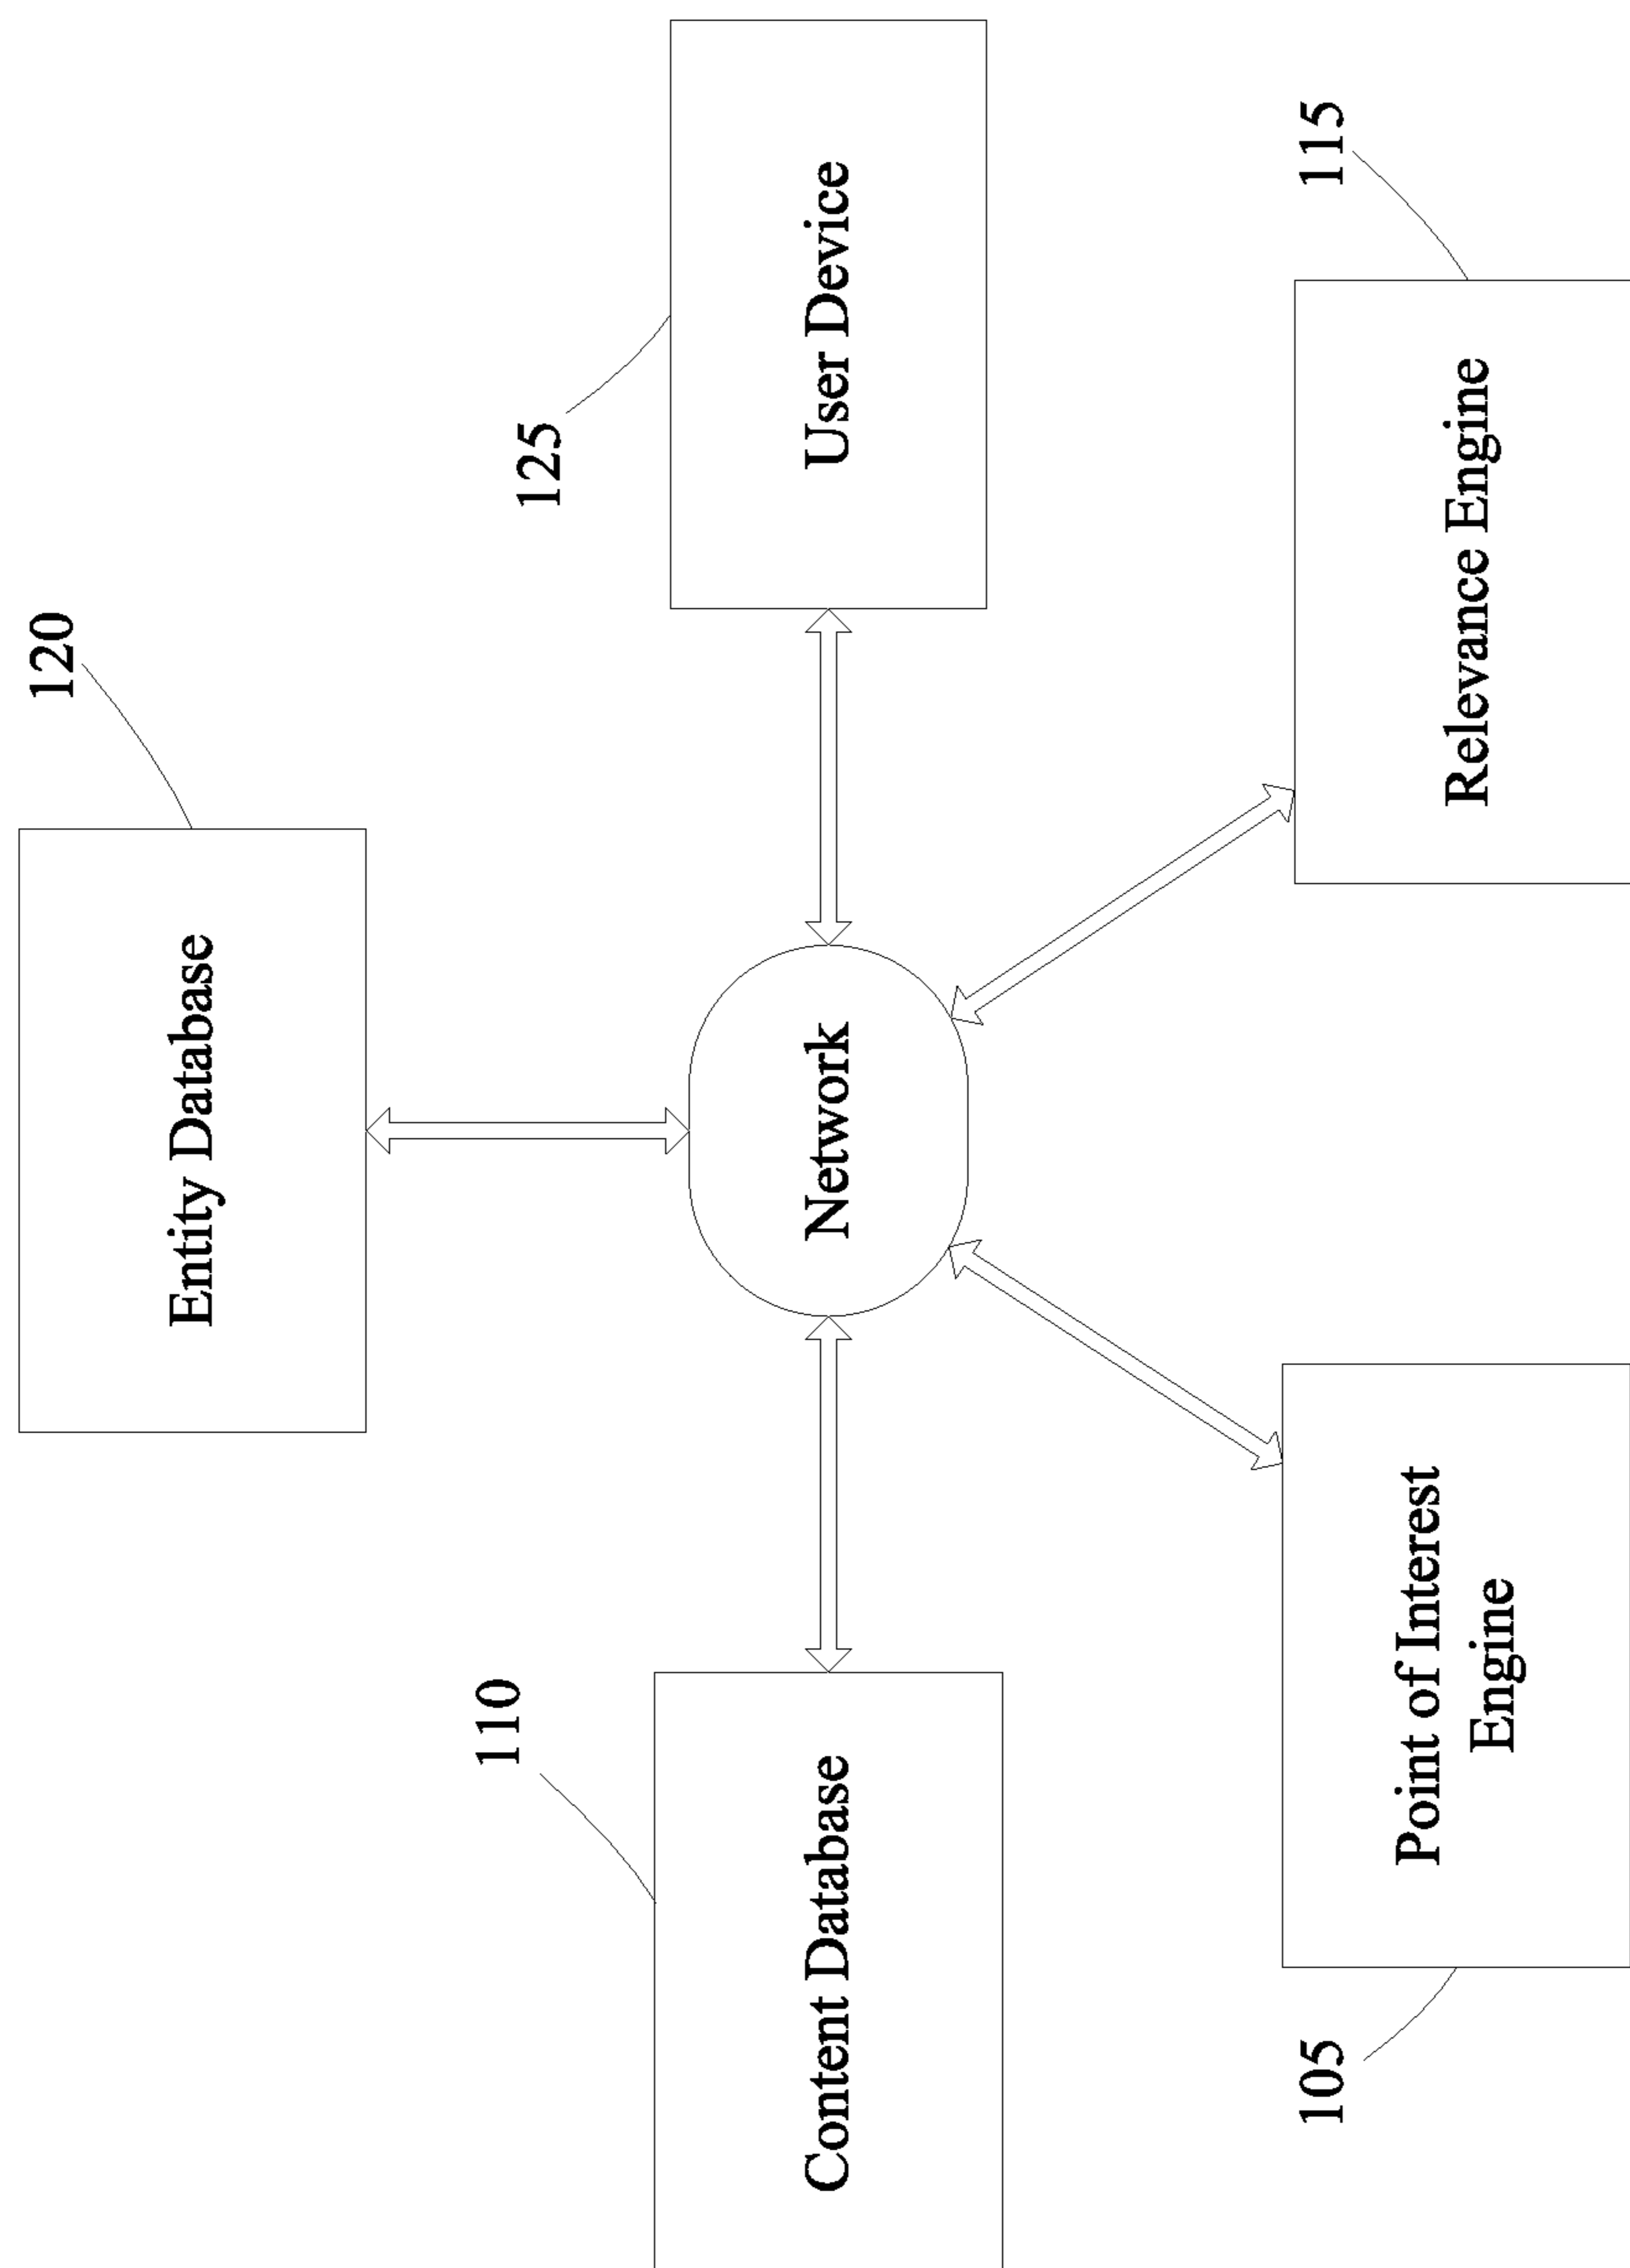 120
Entity Database
125
User Device
110
Content Database
Network
115
Relevance Engine
105
Point of Interest
Engine